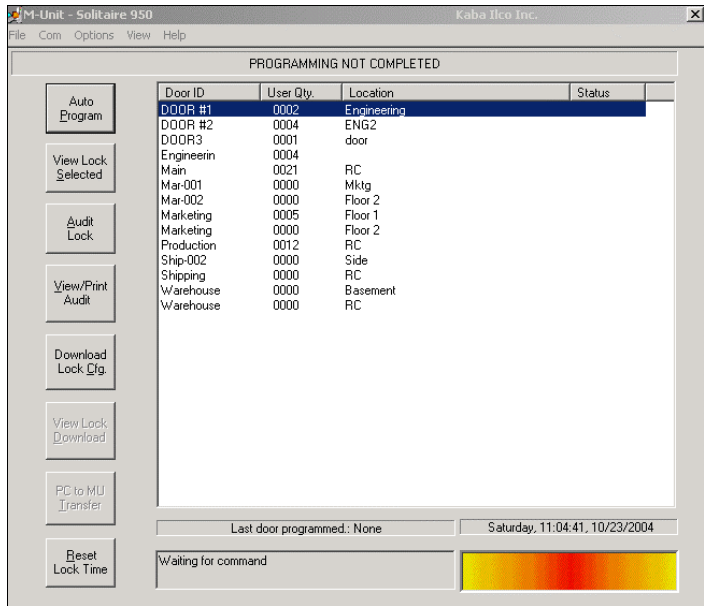 M-Unit - Solitaire 950 Kaba Ilco Inc.
File Com Options View Help
PROGRAMMING NOT COMPLETED
Auto
Program
View Lock
Selected
Audit
Lock
View/Print
Audit
Download
Lock Cfg.
View Lock
Download
PC to MU
Transfer
Reset
Lock Time
Door ID User Qty. Location Status
DOOR #1 0002 Engineering
DOOR #2 0004 ENG2
DOOR3 0001 door
Engineerin 0004
Main 0021 RC
Mar-001 0000 Mktg
Mar-002 0000 Floor 2
Marketing 0005 Floor 1
Marketing 0000 Floor 2
Production 0012 RC
Ship-002 0000 Side
Shipping 0000 RC
Warehouse 0000 Basement
Warehouse 0000 RC
Last door programmed.: None
Saturday, 11:04:41, 10/23/2004
Waiting for command